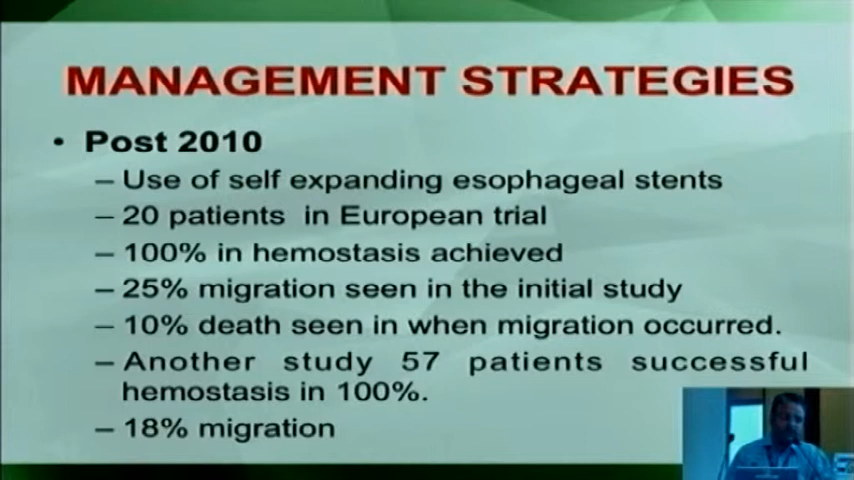 MANAGEMENT STRATEGIES
• Post 2010
– Use of self expanding esophageal stents
– 20 patients in European trial
– 100% in hemostasis achieved
– 25% migration seen in the initial study
– 10% death seen in when migration occurred.
– Another study 57 patients successful
hemostasis in 100%.
– 18% migration